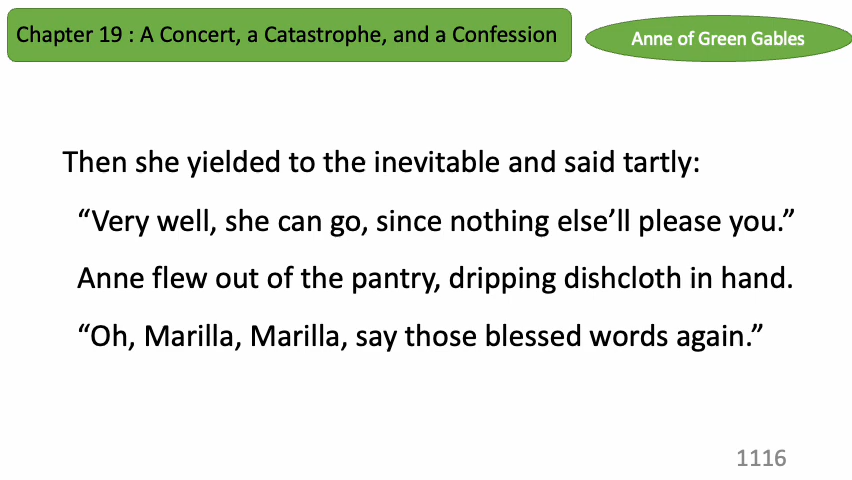 Chapter 19 : A Concert, a Catastrophe, and a Confession
Anne of Green Gables
Then she yielded to the inevitable and said tartly:
“Very well, she can go, since nothing else’ll please you.”
Anne flew out of the pantry, dripping dishcloth in hand.
“Oh, Marilla, Marilla, say those blessed words again.”
1116